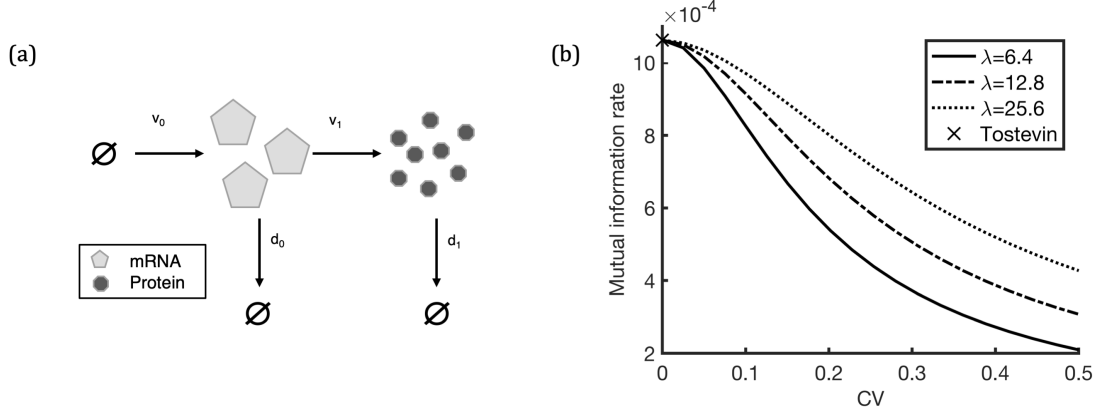 (a)
v₀
v₁
∅
d₀
d₁
mRNA
Protein
∅
∅
(b)
×10⁻⁴
10
8
6
4
2
Mutual information rate
λ=6.4
λ=12.8
λ=25.6
Tostevin
0
0.1
0.2
0.3
0.4
0.5
CV